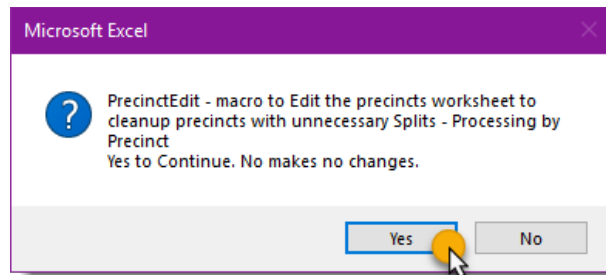 Microsoft Excel
?
PrecinctEdit - macro to Edit the precincts worksheet to
cleanup precincts with unnecessary Splits - Processing by
Precinct
Yes to Continue. No makes no changes.
Yes
No